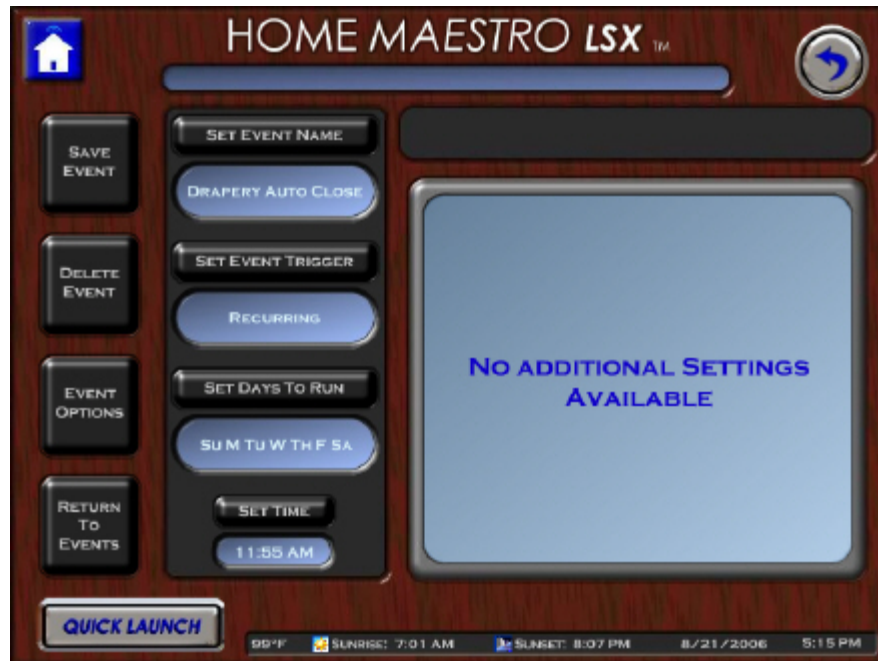 HOME MAESTRO LSX TM
SAVE
EVENT
DELETE
EVENT
EVENT
OPTIONS
RETURN
TO
EVENTS
SET EVENT NAME
DRAPERY AUTO CLOSE
SET EVENT TRIGGER
RECURRING
SET DAYS TO RUN
SU M TU W TH F SA
SET TIME
11:55 AM
NO ADDITIONAL SETTINGS
AVAILABLE
QUICK LAUNCH
99°F SUNRISE: 7:01 AM SUNSET: 8:07 PM 8/21/2006 5:15 PM